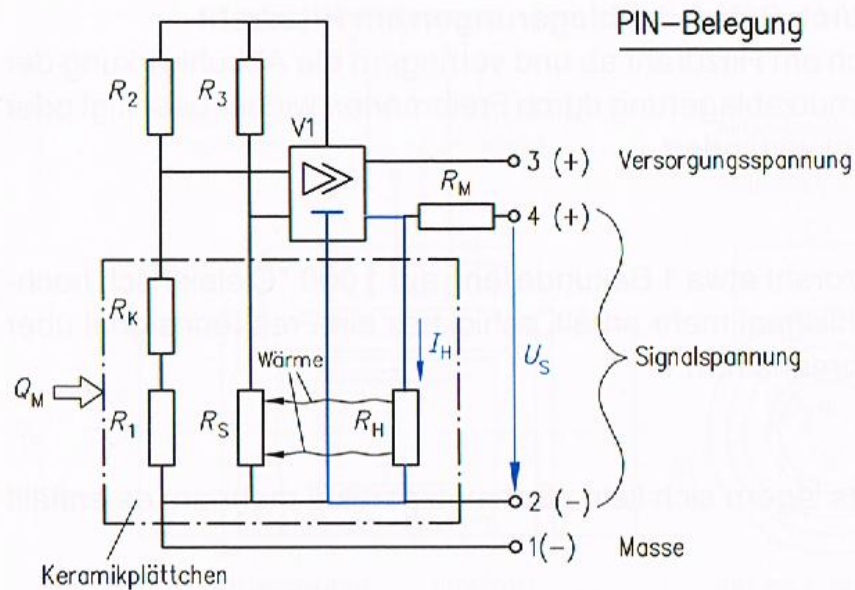 PIN–Belegung
R2
R3
V1
3 (+) Versorgungsspannung
RM
4 (+)
RK
IH
US
Wärme
Signalspannung
QM
R1
RS
RH
2 (–)
1(–) Masse
Keramikplättchen